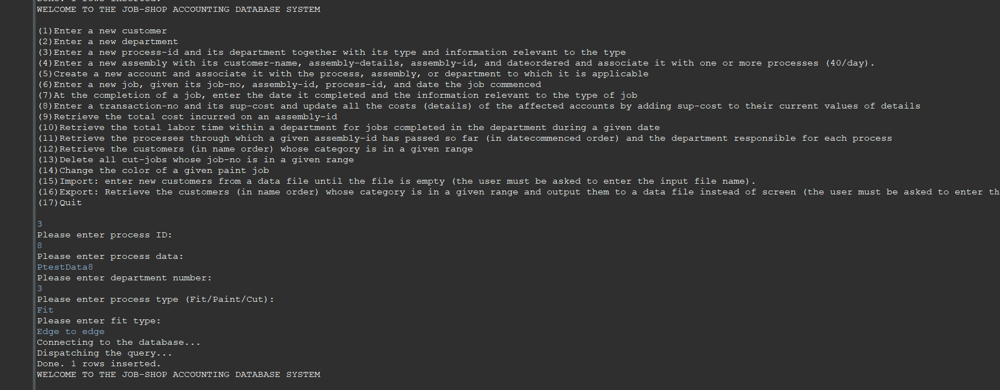 Done. 1 rows inserted.
WELCOME TO THE JOB-SHOP ACCOUNTING DATABASE SYSTEM
(1)Enter a new customer
(2)Enter a new department
(3)Enter a new process-id and its department together with its type and information relevant to the type
(4)Enter a new assembly with its customer-name, assembly-details, assembly-id, and dateordered and associate it with one or more processes (40/day).
(5)Create a new account and associate it with the process, assembly, or department to which it is applicable
(6)Enter a new job, given its job-no, assembly-id, process-id, and date the job commenced
(7)At the completion of a job, enter the date it completed and the information relevant to the type of job
(8)Enter a transaction-no and its sup-cost and update all the costs (details) of the affected accounts by adding sup-cost to their current values of details
(9)Retrieve the total cost incurred on an assembly-id
(10)Retrieve the total labor time within a department for jobs completed in the department during a given date
(11)Retrieve the processes through which a given assembly-id has passed so far (in datecommenced order) and the department responsible for each process
(12)Retrieve the customers (in name order) whose category is in a given range
(13)Delete all cut-jobs whose job-no is in a given range
(14)Change the color of a given paint job
(15)Import: enter new customers from a data file until the file is empty (the user must be asked to enter the input file name).
(16)Export: Retrieve the customers (in name order) whose category is in a given range and output them to a data file instead of screen (the user must be asked to enter th
(17)Quit
3
Please enter process ID:
8
Please enter process data:
PtestData8
Please enter department number:
3
Please enter process type (Fit/Paint/Cut):
Fit
Please enter fit type:
Edge to edge
Connecting to the database...
Dispatching the query...
Done. 1 rows inserted.
WELCOME TO THE JOB-SHOP ACCOUNTING DATABASE SYSTEM